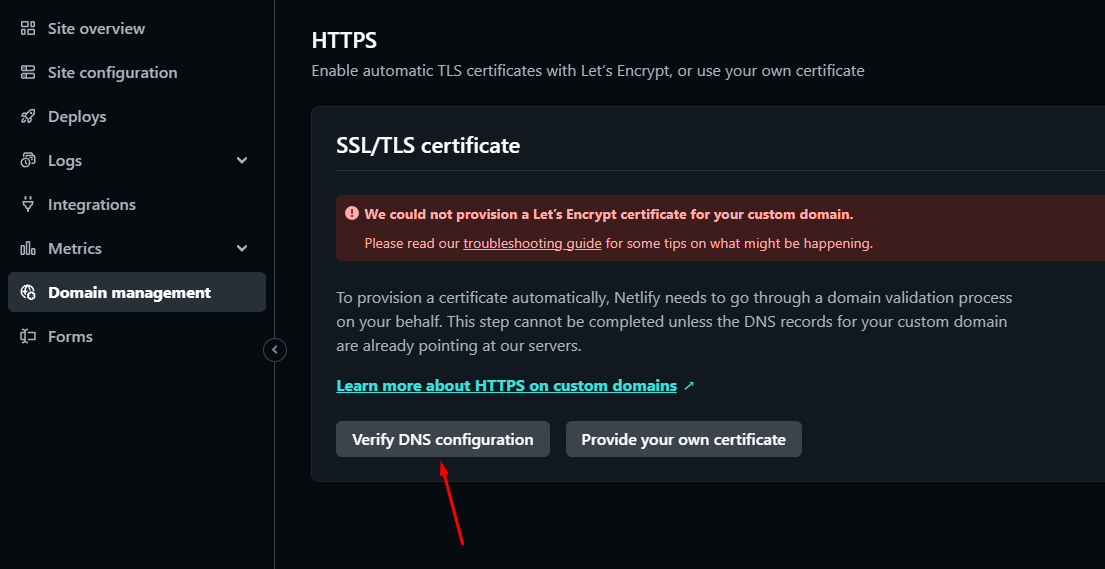 Site overview
Site configuration
Deploys
Logs
Integrations
Metrics
Domain management
Forms
HTTPS
Enable automatic TLS certificates with Let’s Encrypt, or use your own certificate
SSL/TLS certificate
We could not provision a Let’s Encrypt certificate for your custom domain.
Please read our troubleshooting guide for some tips on what might be happening.
To provision a certificate automatically, Netlify needs to go through a domain validation process
on your behalf. This step cannot be completed unless the DNS records for your custom domain
are already pointing at our servers.
Learn more about HTTPS on custom domains
Verify DNS configuration
Provide your own certificate